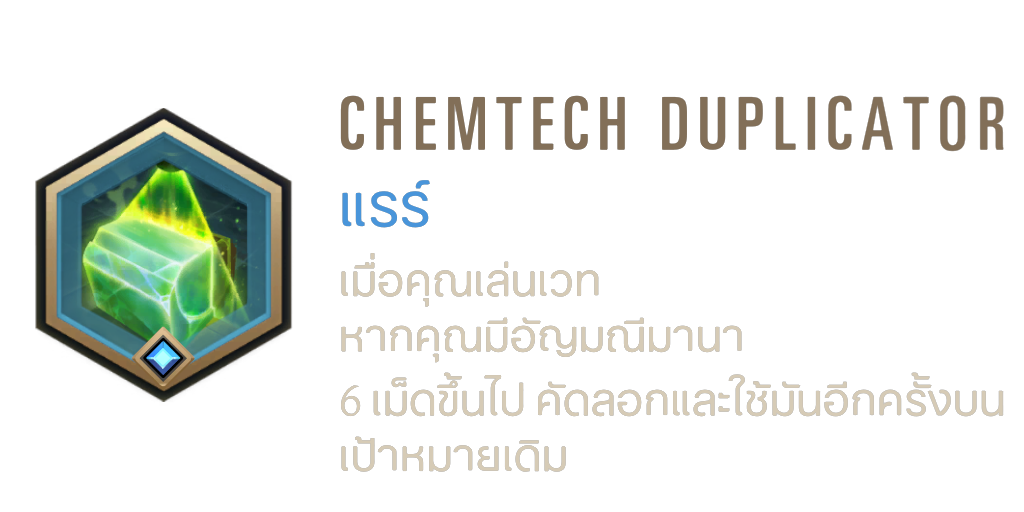 CHEMTECH DUPLICATOR
แรร์
เมื่อคุณเล่นเวท
หากคุณมีอัญมณีมานา
6 เม็ดขึ้นไป คัดลอกและใช้มันอีกครั้งบน
เป้าหมายเดิม